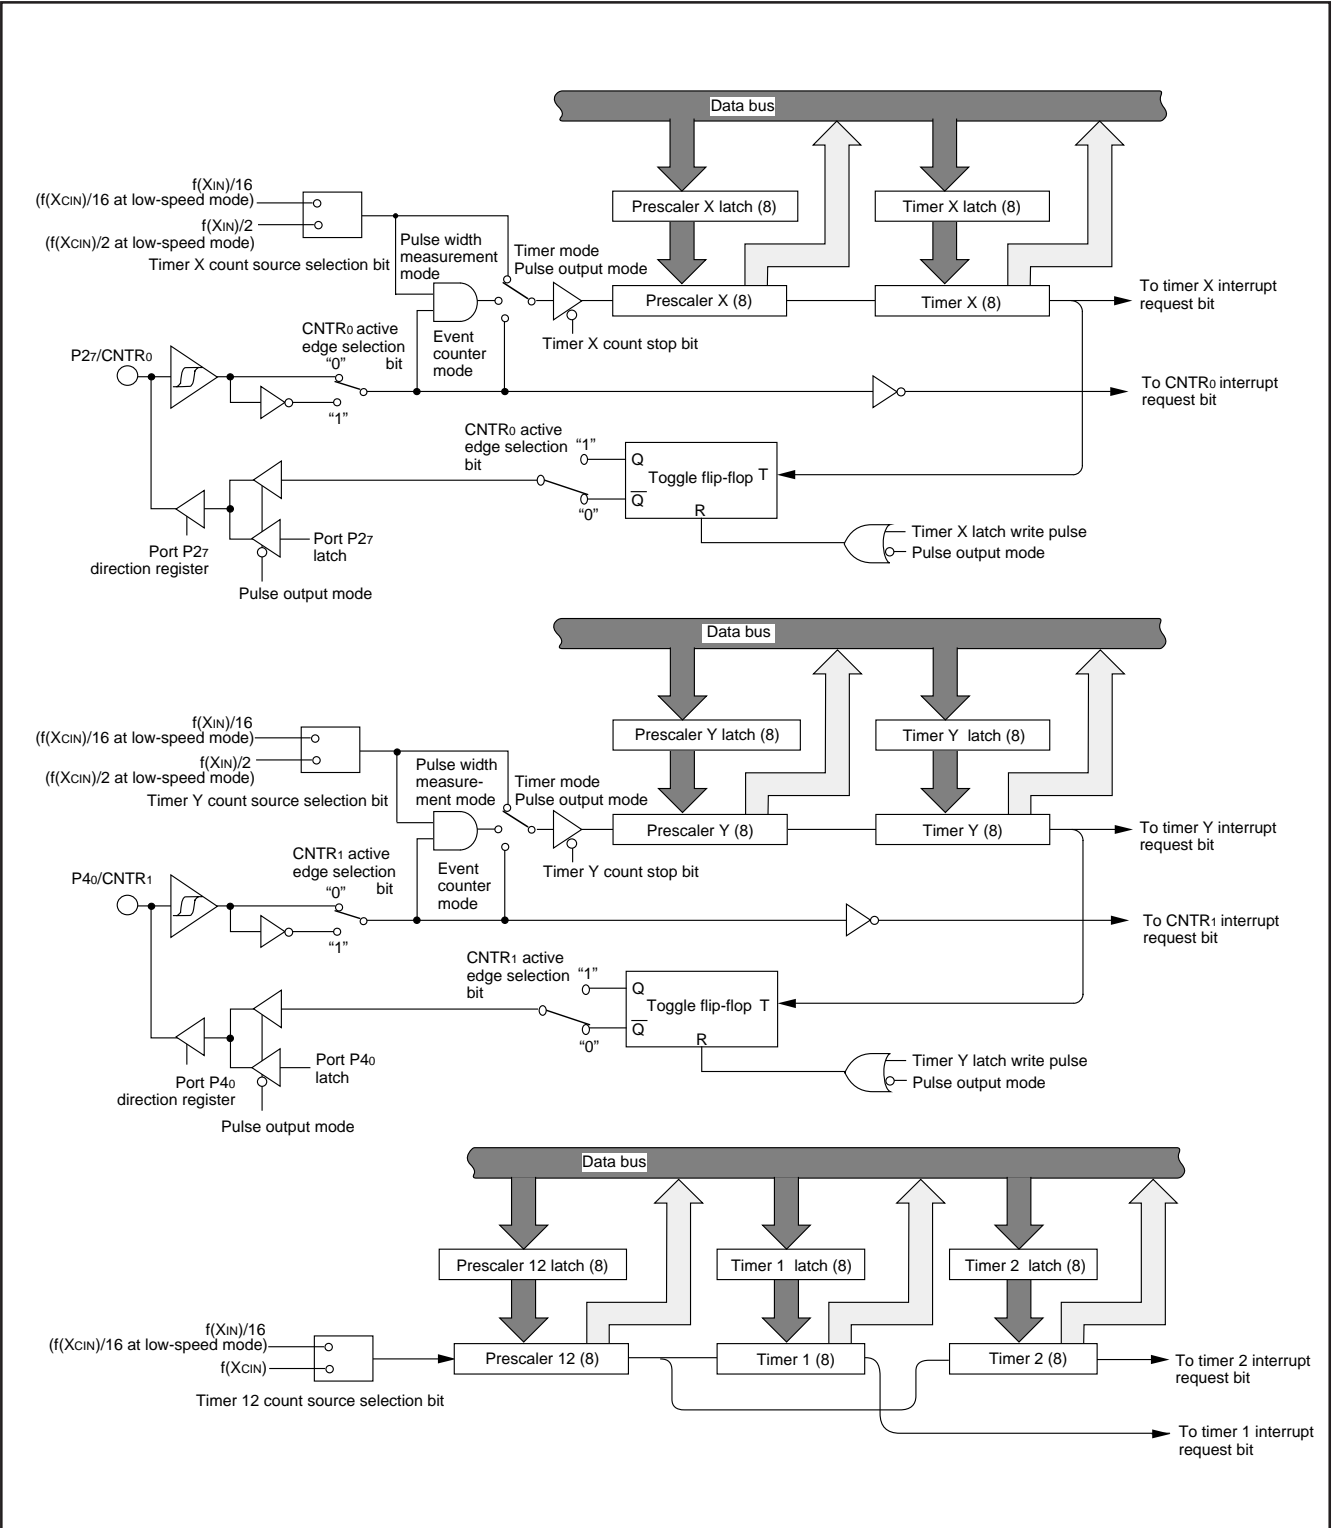 Data bus
f(XIN)/16
(f(XCIN)/16 at low-speed mode)
f(XIN)/2
(f(XCIN)/2 at low-speed mode)
Timer X count source selection bit
Prescaler X latch (8)
Timer X latch (8)
Pulse width
measurement
mode
Timer mode
Pulse output mode
Prescaler X (8)
Timer X (8)
To timer X interrupt
request bit
Timer X count stop bit
CNTR0 active
edge selection
bit
"0"
Event
counter
mode
P27/CNTR0
"1"
To CNTR0 interrupt
request bit
CNTR0 active
edge selection
bit
"1"
Q
Toggle flip-flop T
Q
"0"
R
Timer X latch write pulse
Pulse output mode
Port P27
latch
Port P27
direction register
Pulse output mode
Data bus
f(XIN)/16
(f(XCIN)/16 at low-speed mode)
f(XIN)/2
(f(XCIN)/2 at low-speed mode)
Timer Y count source selection bit
Prescaler Y latch (8)
Timer Y latch (8)
Pulse width
measure-
ment mode
Timer mode
Pulse output mode
Prescaler Y (8)
Timer Y (8)
To timer Y interrupt
request bit
Timer Y count stop bit
CNTR1 active
edge selection
bit
"0"
Event
counter
mode
P40/CNTR1
"1"
To CNTR1 interrupt
request bit
CNTR1 active
edge selection
bit
"1"
Q
Toggle flip-flop T
Q
"0"
R
Timer Y latch write pulse
Pulse output mode
Port P40
latch
Port P40
direction register
Pulse output mode
Data bus
Prescaler 12 latch (8)
Timer 1 latch (8)
Timer 2 latch (8)
f(XIN)/16
(f(XCIN)/16 at low-speed mode)
f(XCIN)
Timer 12 count source selection bit
Prescaler 12 (8)
Timer 1 (8)
Timer 2 (8)
To timer 2 interrupt
request bit
To timer 1 interrupt
request bit